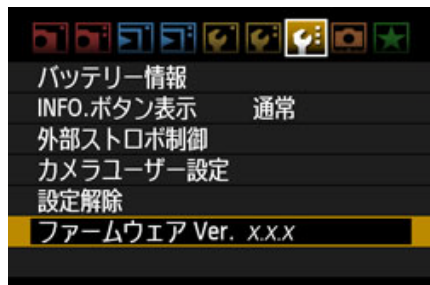 バッテリー情報
INFO.ボタン表示 通常
外部ストロボ制御
カメラユーザー設定
設定解除
ファームウェア Ver. X.X.X